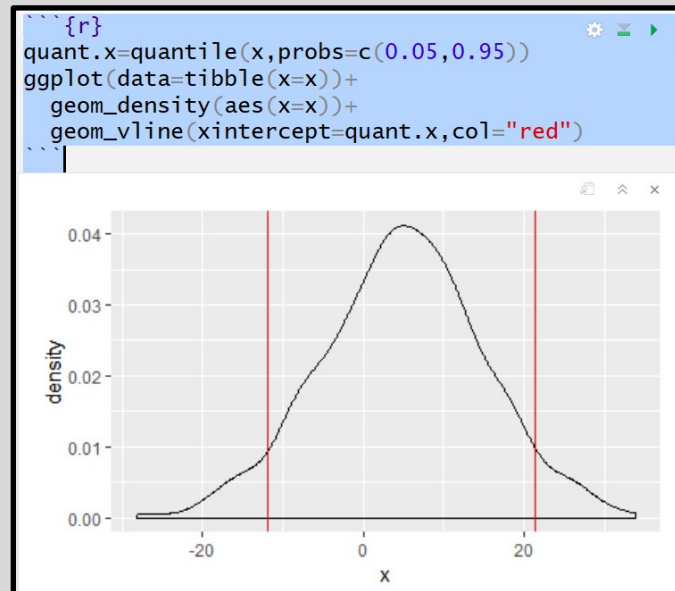 ```{r}
quant.x=quantile(x,probs=c(0.05,0.95))
ggplot(data=tibble(x=x))+
  geom_density(aes(x=x))+
  geom_vline(xintercept=quant.x,col="red")
```
0.04
0.03
0.02
0.01
0.00
density
-20 0 20
x